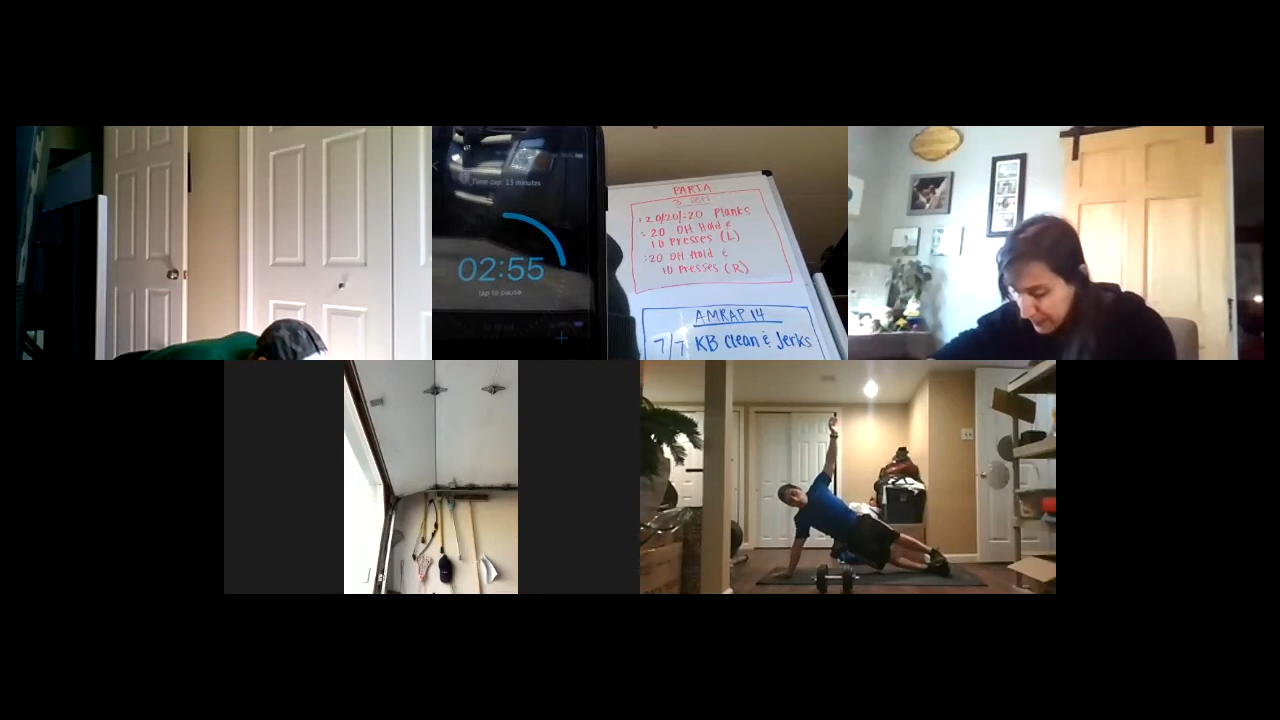 Time cap: 13 minutes
02:55
tap to pause
PART A
3 SETS
:20/:20/:20 Planks
:20 OH Hold &
10 Presses (L)
:20 OH Hold &
10 Presses (R)
AMRAP 14
7/7 KB Clean & Jerks